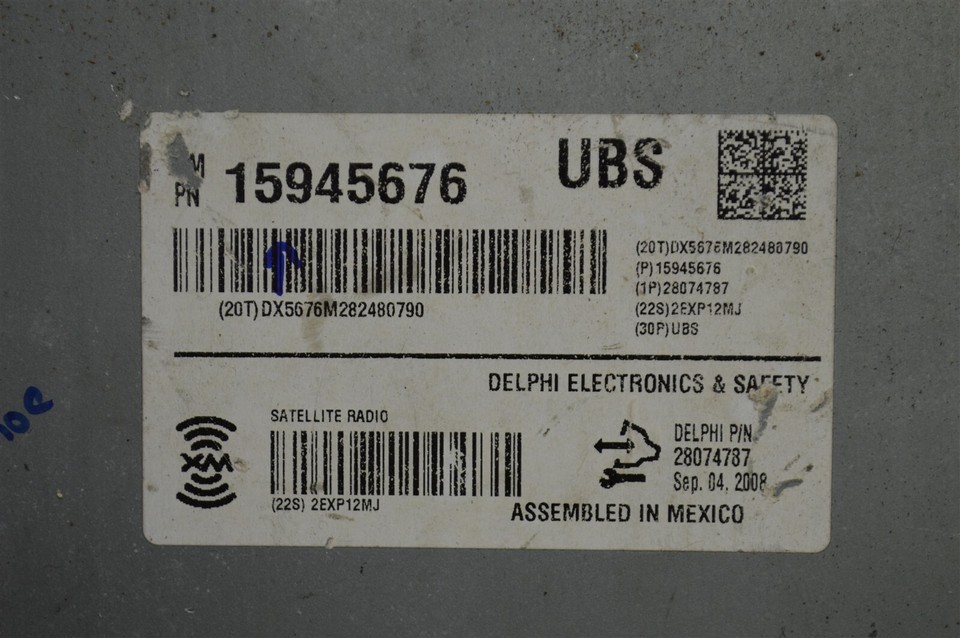 PN 15945676
UBS
(20T)DX5676M282480790
(20T)DX5676M282480790
(P)15945676
(1P)28074787
(22S)2EXP12MJ
(30P)UBS
DELPHI ELECTRONICS & SAFETY
XM
SATELLITE RADIO
(22S) 2EXP12MJ
DELPHI P/N
28074787
Sep. 04, 2008
ASSEMBLED IN MEXICO